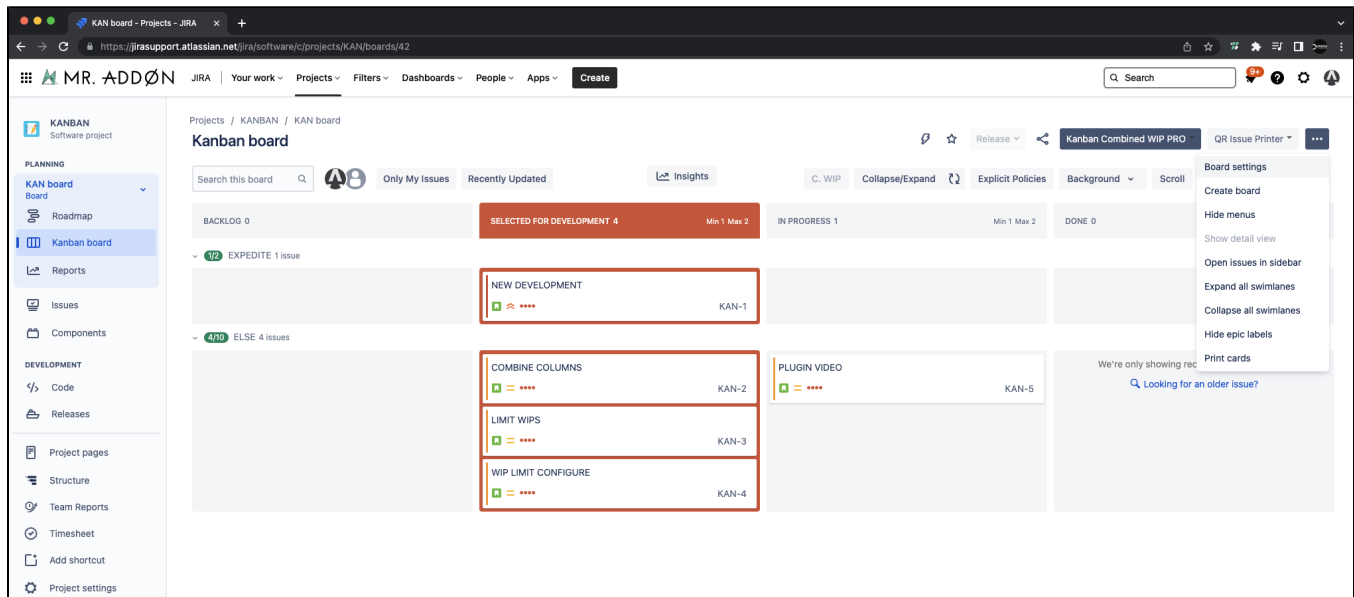 KAN board - Projects - JIRA
https://jirasupport.atlassian.net/jira/software/c/projects/KAN/boards/42
MR. ADDØN JIRA Your work Projects Filters Dashboards People Apps Create Search 9+
KANBAN
Software project
PLANNING
KAN board
Board
Roadmap
Kanban board
Reports
Issues
Components
DEVELOPMENT
Code
Releases
Project pages
Structure
Team Reports
Timesheet
Add shortcut
Project settings
Projects / KANBAN / KAN board
Kanban board
Release Kanban Combined WIP PRO QR Issue Printer
Search this board Only My Issues Recently Updated Insights C. WIP Collapse/Expand Explicit Policies Background Scroll
BACKLOG 0 SELECTED FOR DEVELOPMENT 4 Min 1 Max 2 IN PROGRESS 1 Min 1 Max 2 DONE 0
1/2 EXPEDITE 1 issue
NEW DEVELOPMENT
KAN-1
4/10 ELSE 4 issues
COMBINE COLUMNS
KAN-2
LIMIT WIPS
KAN-3
WIP LIMIT CONFIGURE
KAN-4
PLUGIN VIDEO
KAN-5
We're only showing rec
Looking for an older issue?
Board settings
Create board
Hide menus
Show detail view
Open issues in sidebar
Expand all swimlanes
Collapse all swimlanes
Hide epic labels
Print cards